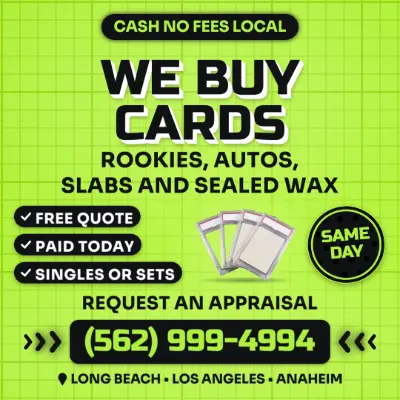 CASH NO FEES LOCAL
WE BUY
CARDS
ROOKIES, AUTOS,
SLABS AND SEALED WAX
✓ FREE QUOTE
✓ PAID TODAY
✓ SINGLES OR SETS
SAME
DAY
REQUEST AN APPRAISAL
(562) 999-4994
LONG BEACH • LOS ANGELES • ANAHEIM